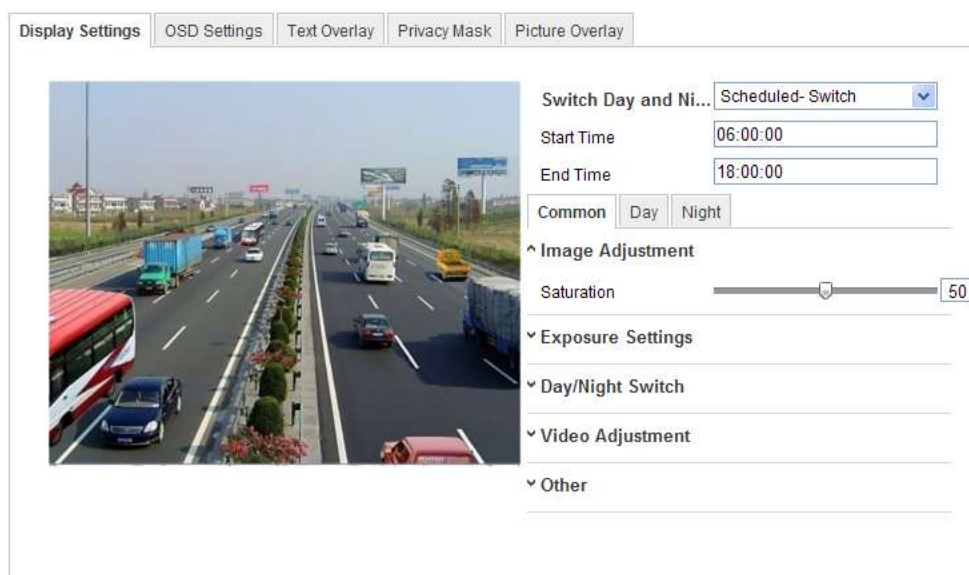 Display Settings
OSD Settings
Text Overlay
Privacy Mask
Picture Overlay
Switch Day and Ni...
Scheduled- Switch
Start Time
06:00:00
End Time
18:00:00
Common
Day
Night
Image Adjustment
Saturation
50
Exposure Settings
Day/Night Switch
Video Adjustment
Other